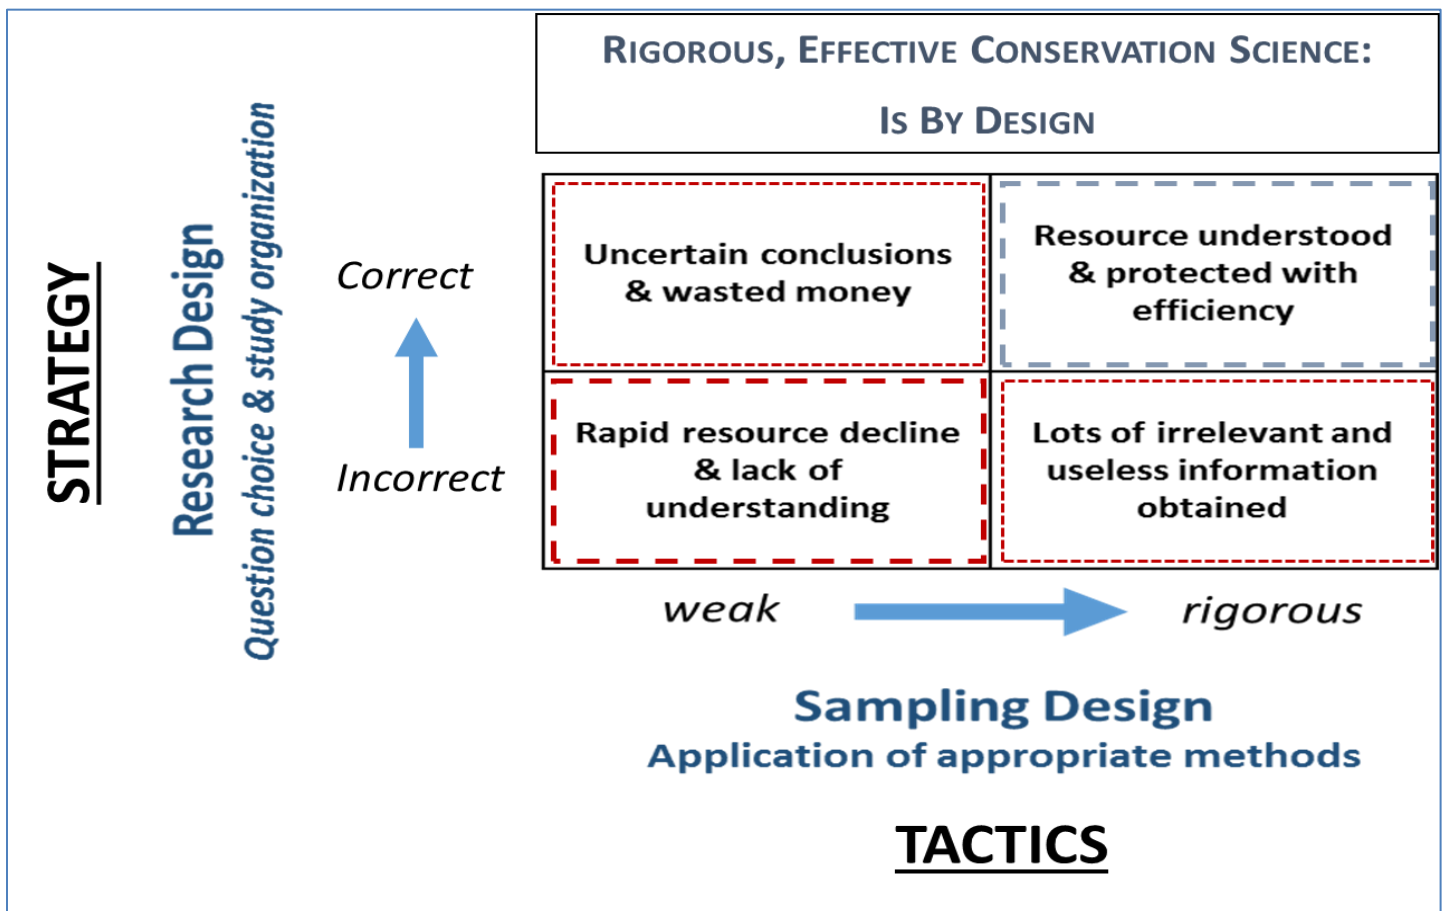 RIGOROUS, EFFECTIVE CONSERVATION SCIENCE:
IS BY DESIGN
STRATEGY
Research Design
Question choice & study organization
Correct
Incorrect
Uncertain conclusions
& wasted money
Resource understood
& protected with
efficiency
Rapid resource decline
& lack of
understanding
Lots of irrelevant and
useless information
obtained
weak
rigorous
Sampling Design
Application of appropriate methods
TACTICS